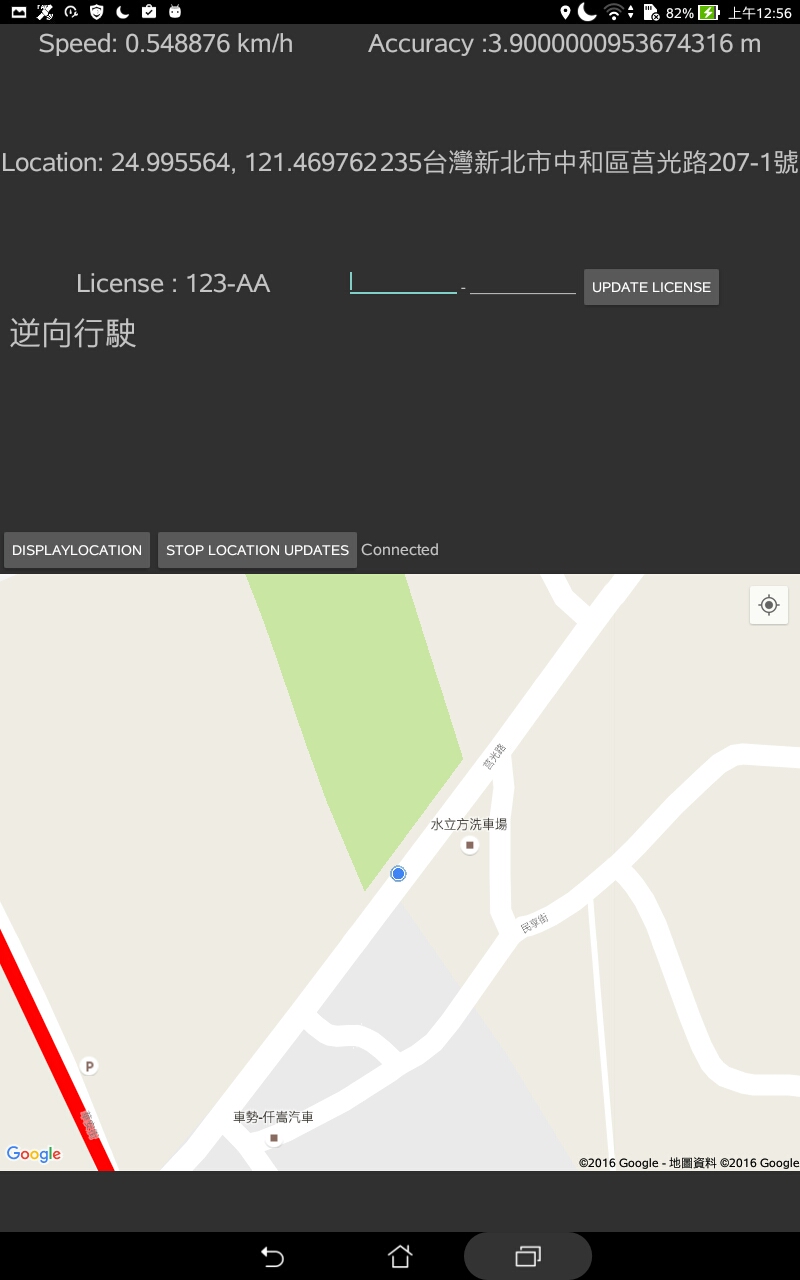 82% 上午12:56
Speed: 0.548876 km/h Accuracy :3.9000000953674316 m
Location: 24.995564, 121.469762 235台灣新北市中和區莒光路207-1號
License : 123-AA - UPDATE LICENSE
逆向行駛
DISPLAYLOCATION STOP LOCATION UPDATES Connected
莒光路
水立方洗車場
民享街
P
車勢-仟嵩汽車
Google
©2016 Google - 地圖資料 ©2016 Google